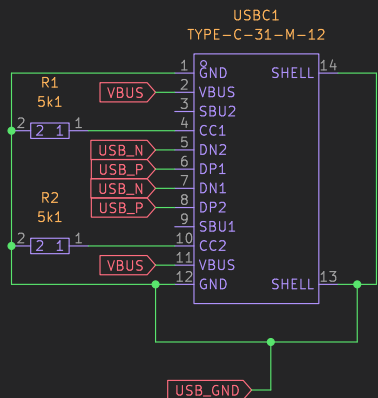 USBC1
TYPE-C-31-M-12
1 GND SHELL 14
R1
5k1
VBUS 2 VBUS
3 SBU2
2 2 1 1 4 CC1
USB_N 5 DN2
USB_P 6 DP1
USB_N 7 DN1
USB_P 8 DP2
R2
5k1
9 SBU1
2 2 1 1 10 CC2
VBUS 11 VBUS
12 GND SHELL 13
USB_GND